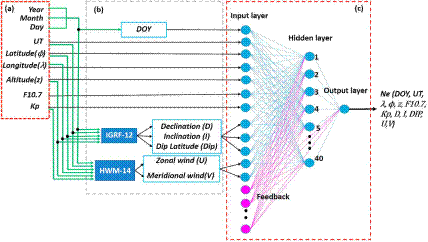 (a)
(b)
(c)
Year
Month
Day
UT
Latitude(ϕ)
Longitude(λ)
Altitude(z)
F10.7
Kp
DOY
IGRF-12
HWM-14
Declination (D)
Inclination (I)
Dip Latitude (Dip)
Zonal wind (U)
Meridional wind(V)
Input layer
Hidden layer
1
2
3
4
5
40
Feedback
Output layer
Ne (DOY, UT,
λ, ϕ, z, F10.7,
Kp, D, I, DIP,
U,V)